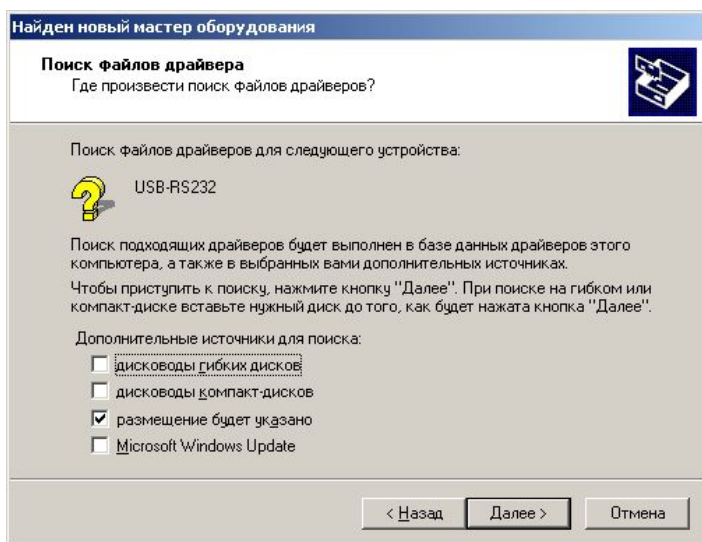 Найден новый мастер оборудования
Поиск файлов драйвера
Где произвести поиск файлов драйверов?
Поиск файлов драйверов для следующего устройства:
USB-RS232
Поиск подходящих драйверов будет выполнен в базе данных драйверов этого
компьютера, а также в выбранных вами дополнительных источниках.
Чтобы приступить к поиску, нажмите кнопку "Далее". При поиске на гибком или
компакт-диске вставьте нужный диск до того, как будет нажата кнопка "Далее".
Дополнительные источники для поиска:
дисководы гибких дисков
дисководы компакт-дисков
размещение будет указано
Microsoft Windows Update
< Назад Далее > Отмена